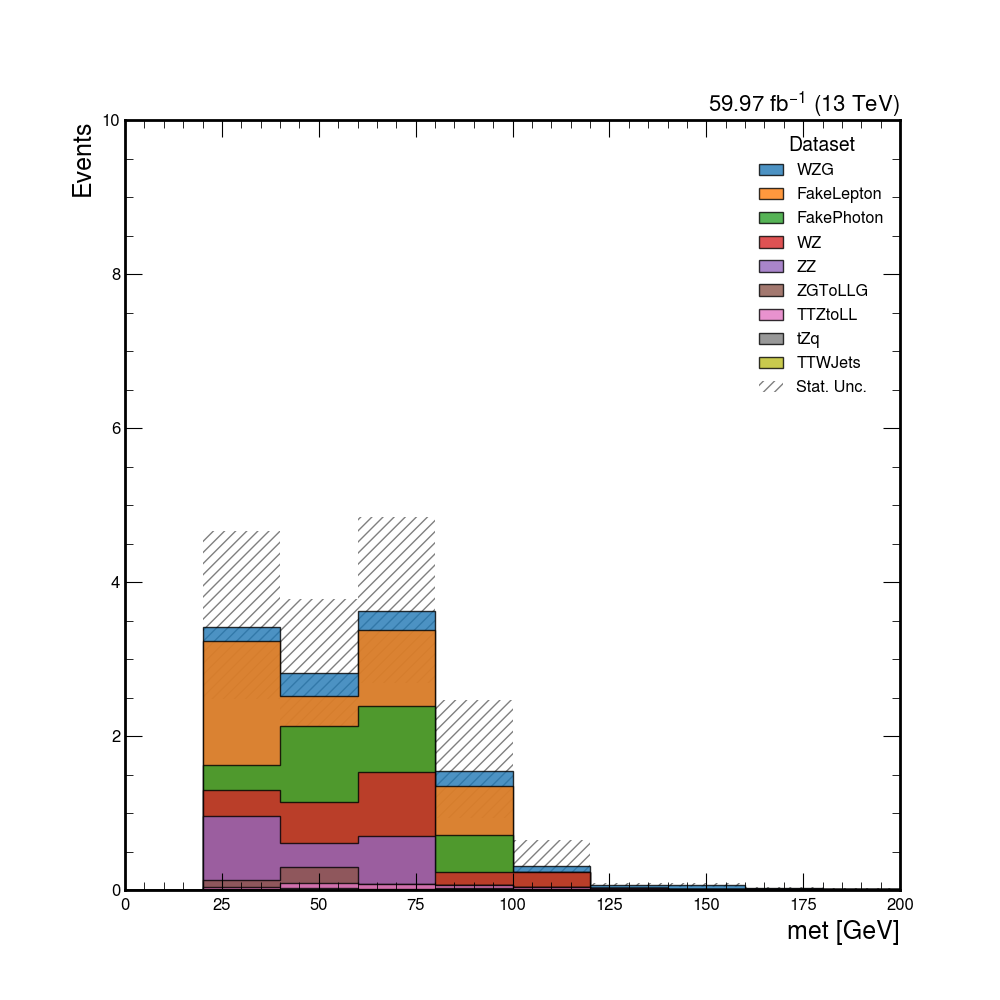 59.97 fb⁻¹ (13 TeV)
Events
10
8
6
4
2
0
Dataset
WZG
FakeLepton
FakePhoton
WZ
ZZ
ZGToLLG
TTZtoLL
tZq
TTWJets
Stat. Unc.
0 25 50 75 100 125 150 175 200
met [GeV]